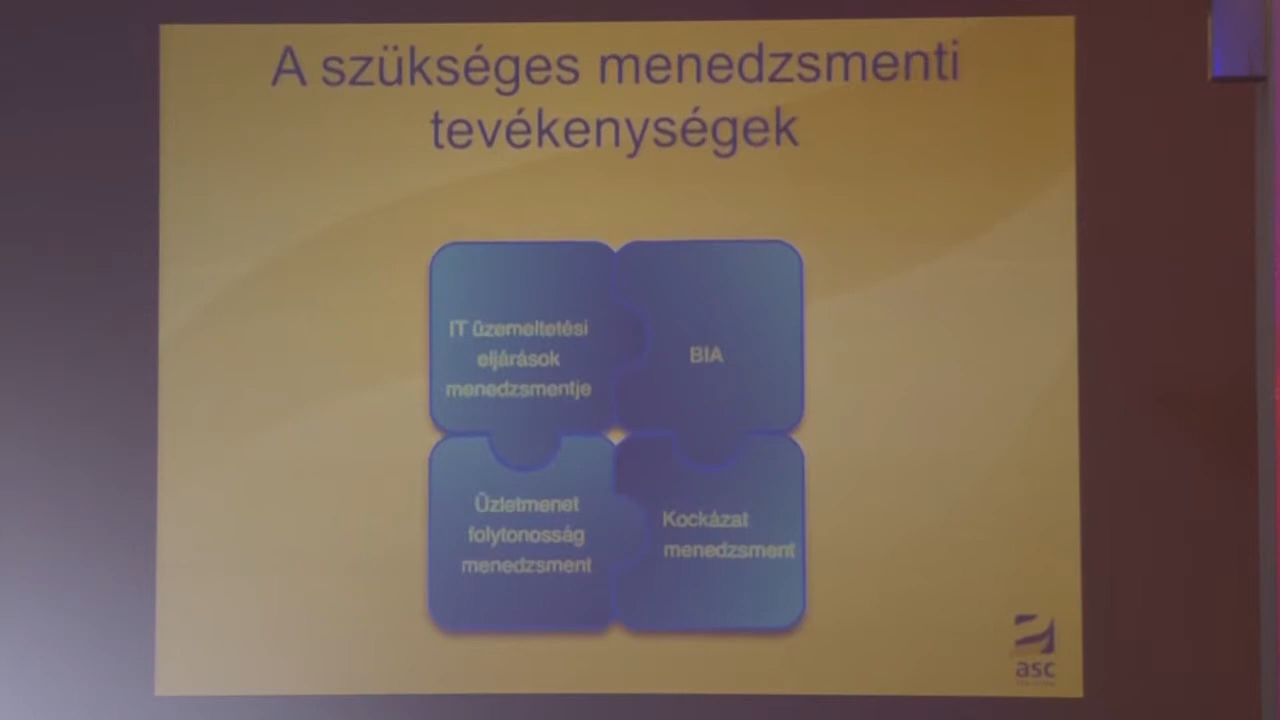 A szükséges menedzsmenti
tevékenységek
IT üzemeltetési
eljárások
menedzsmentje
BIA
Üzletmenet
folytonosság
menedzsment
Kockázat
menedzsment
asc